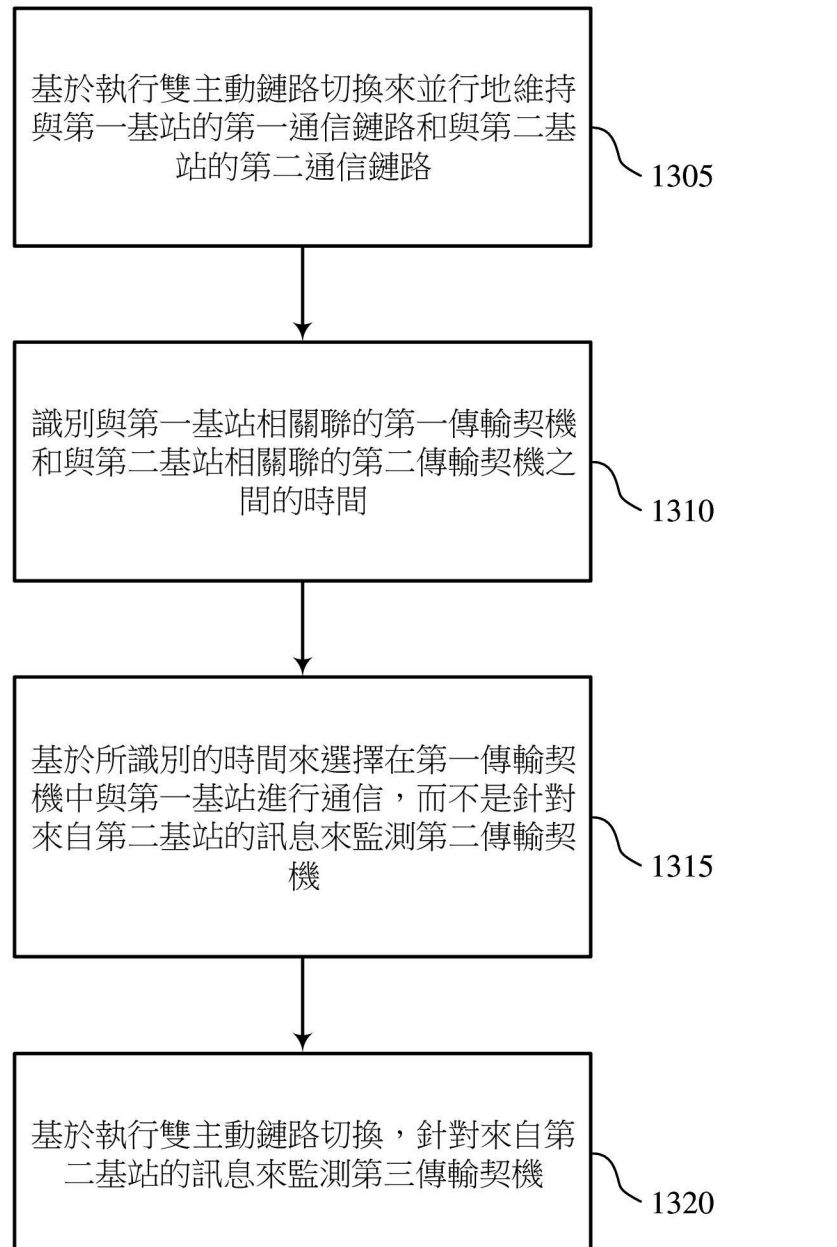 基於執行雙主動鏈路切換來並行地維持
與第一基站的第一通信鏈路和與第二基
站的第二通信鏈路
1305
識別與第一基站相關聯的第一傳輸契機
和與第二基站相關聯的第二傳輸契機之
間的時間
1310
基於所識別的時間來選擇在第一傳輸契
機中與第一基站進行通信，而不是針對
來自第二基站的訊息來監測第二傳輸契
機
1315
基於執行雙主動鏈路切換，針對來自第
二基站的訊息來監測第三傳輸契機
1320